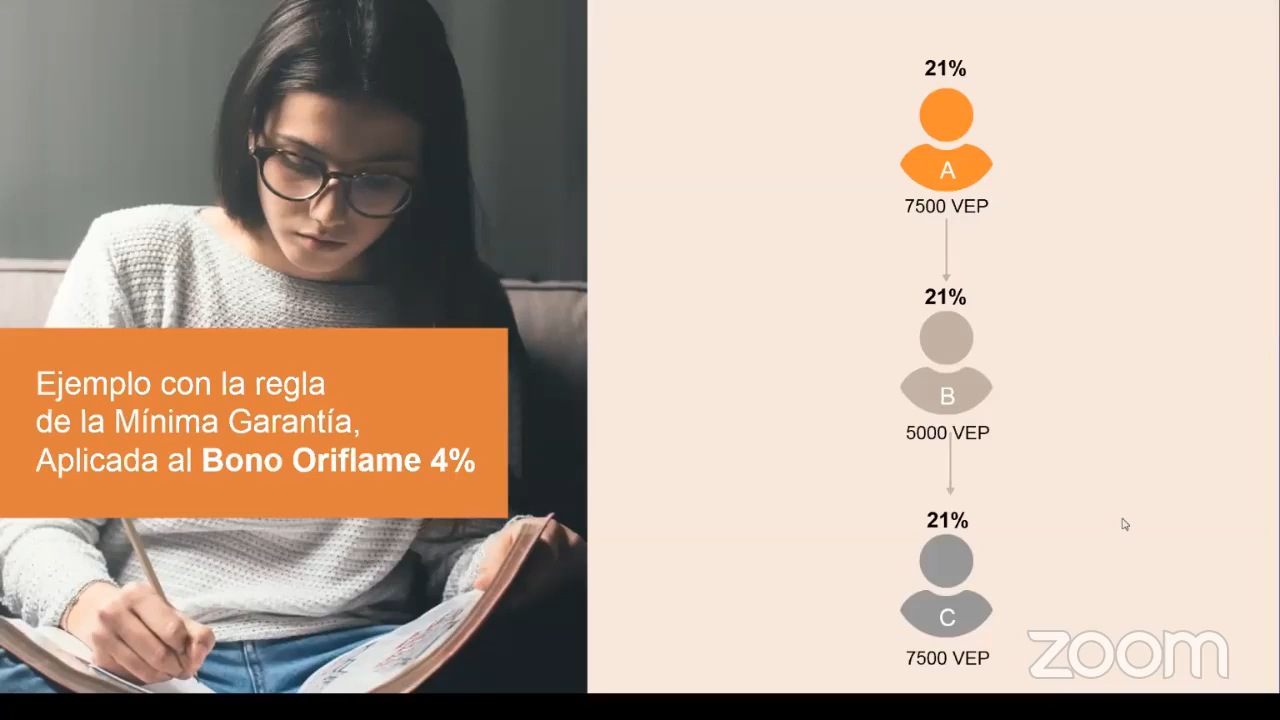 Ejemplo con la regla
de la Mínima Garantía,
Aplicada al Bono Oriflame 4%
21%
A
7500 VEP
21%
B
5000 VEP
21%
C
7500 VEP
zoom